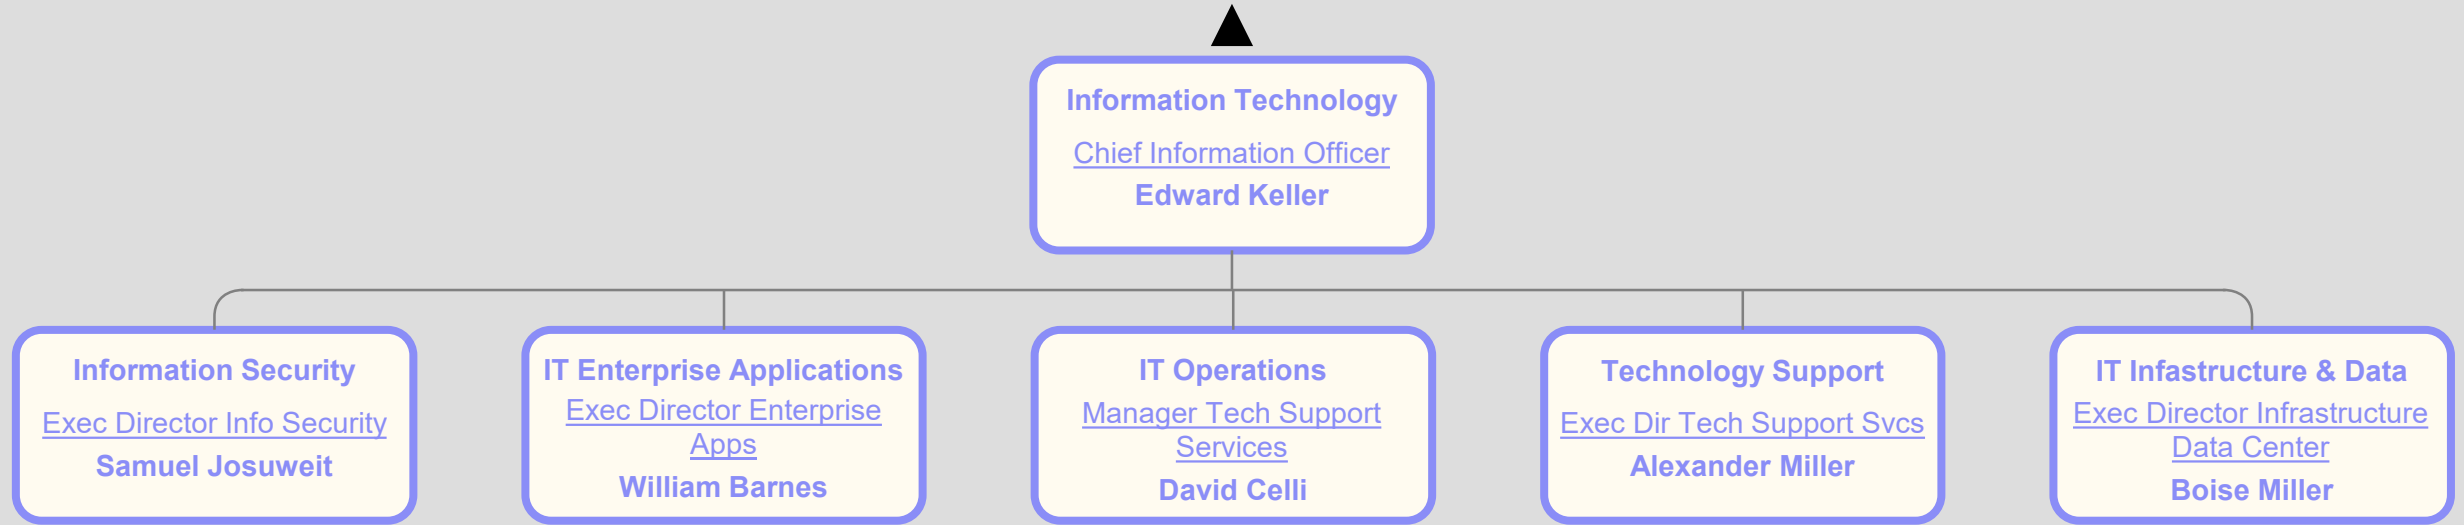 Information Technology
Chief Information Officer
Edward Keller
Information Security
Exec Director Info Security
Samuel Josuweit
IT Enterprise Applications
Exec Director Enterprise
Apps
William Barnes
IT Operations
Manager Tech Support
Services
David Celli
Technology Support
Exec Dir Tech Support Svcs
Alexander Miller
IT Infastructure & Data
Exec Director Infrastructure
Data Center
Boise Miller